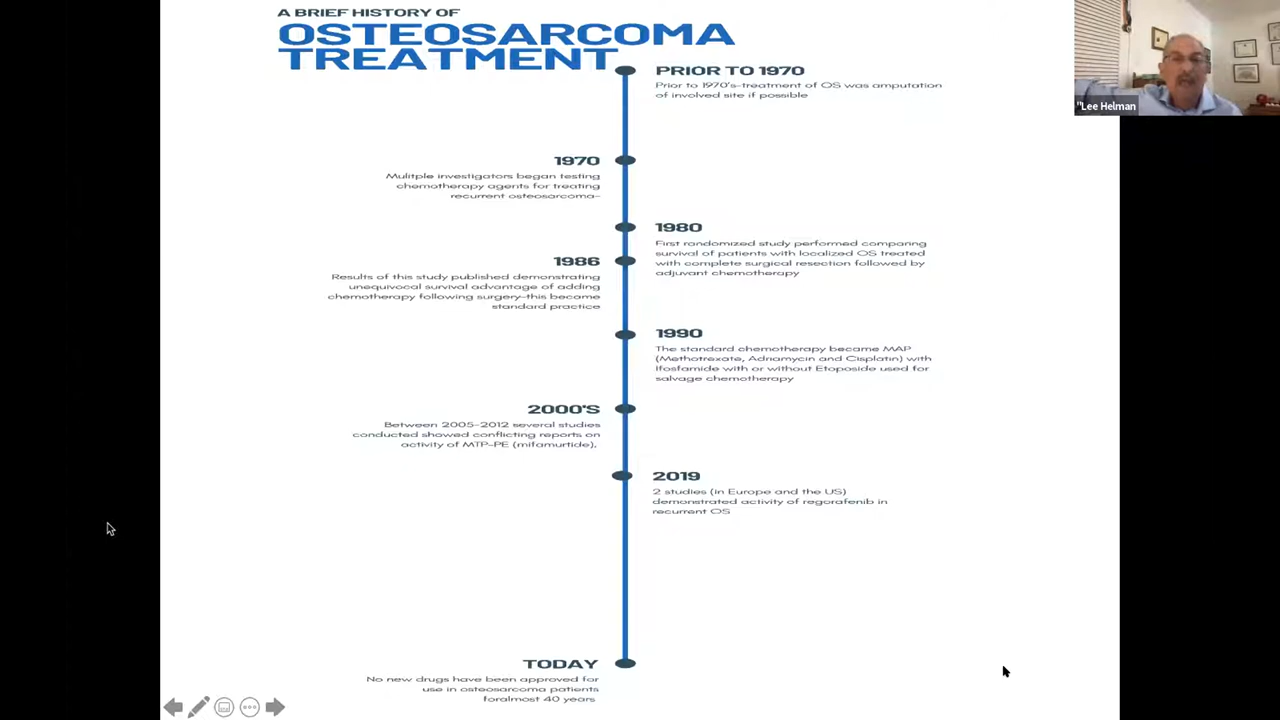 A BRIEF HISTORY OF
OSTEOSARCOMA
TREATMENT
PRIOR TO 1970
Prior to 1970's-treatment of OS was amputation
of involved site if possible
1970
Mulitple investigators began testing
chemotherapy agents for treating
recurrent osteosarcoma-
1980
First randomized study performed comparing
survival of patients with localized OS treated
with complete surgical resection followed by
adjuvant chemotherapy
1986
Results of this study published demonstrating
unequivocal survival advantage of adding
chemotherapy following surgery-this became
standard practice
1990
The standard chemotherapy became MAP
(Methotrexate, Adriamycin and Cisplatin) with
Ifosfamide with or without Etoposide used for
salvage chemotherapy
2000'S
Between 2005-2012 several studies
conducted showed conflicting reports on
activity of MTP-PE (mifamurtide),
2019
2 studies (in Europe and the US)
demonstrated activity of regorafenib in
recurrent OS
TODAY
No new drugs have been approved for
use in osteosarcoma patients
foralmost 40 years
"Lee Helman